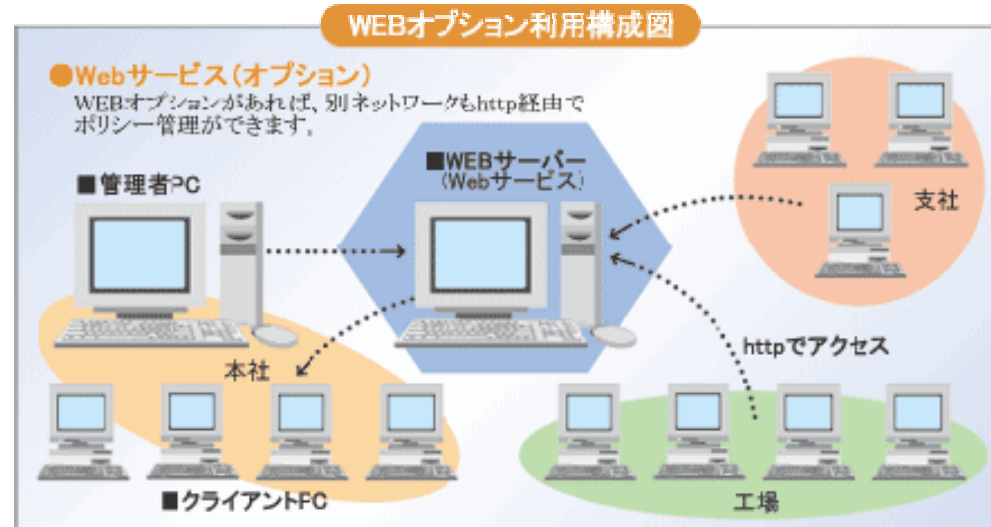 WEBオプション利用構成図
●Webサービス(オプション)
WEBオプションがあれば、別ネットワークもhttp経由で
ポリシー管理ができます。
■管理者PC
■WEBサーバー
(Webサービス)
支社
httpでアクセス
本社
■クライアントPC
工場